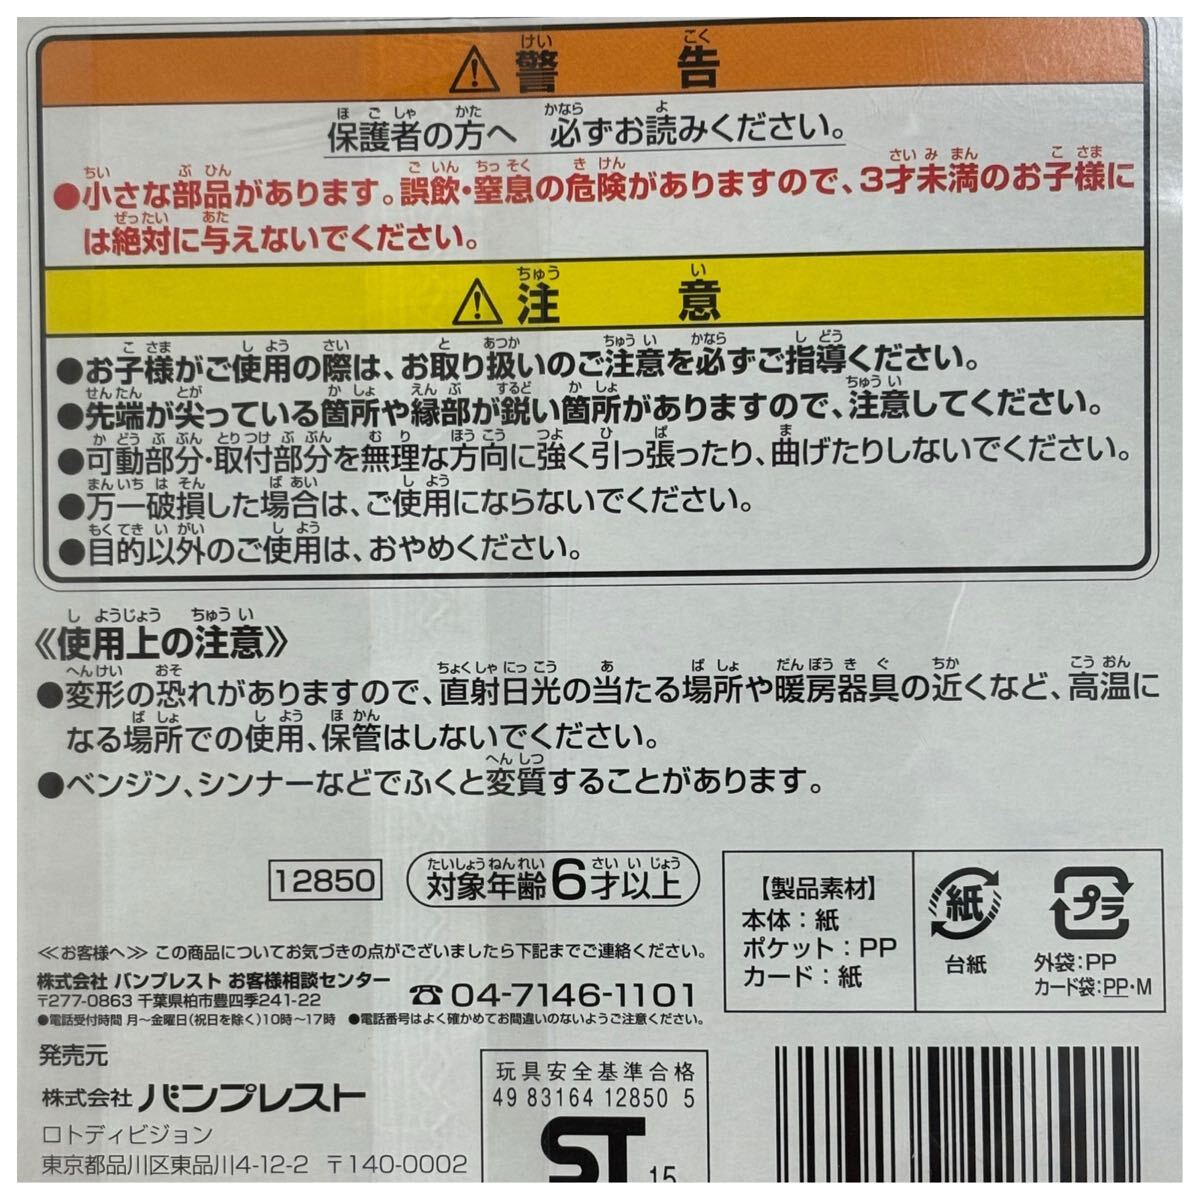 ⚠警告
保護者の方へ 必ずお読みください。
●小さな部品があります。誤飲・窒息の危険がありますので、3才未満のお子様に
は絶対に与えないでください。
⚠注意
●お子様がご使用の際は、お取り扱いのご注意を必ずご指導ください。
●先端が尖っている箇所や縁部が鋭い箇所がありますので、注意してください。
●可動部分・取付部分を無理な方向に強く引っ張ったり、曲げたりしないでください。
●万一破損した場合は、ご使用にならないでください。
●目的以外のご使用は、おやめください。
《使用上の注意》
●変形の恐れがありますので、直射日光の当たる場所や暖房器具の近くなど、高温に
なる場所での使用、保管はしないでください。
●ベンジン、シンナーなどでふくと変質することがあります。
12850
対象年齢6才以上
≪お客様へ≫ この商品についてお気づきの点がございましたら下記までご連絡ください。
株式会社 バンプレスト お客様相談センター
〒277-0863 千葉県柏市豊四季241-22
☎04-7146-1101
●電話受付時間 月～金曜日(祝日を除く)10時～17時 ●電話番号はよく確かめてお間違いのないようご注意ください。
【製品素材】
本体：紙
ポケット：PP
カード：紙
紙
台紙
プラ
外袋:PP
カード袋:PP・M
発売元
株式会社 バンプレスト
ロトディビジョン
東京都品川区東品川4-12-2 〒140-0002
玩具安全基準合格
49 83164 12850 5
ST 15